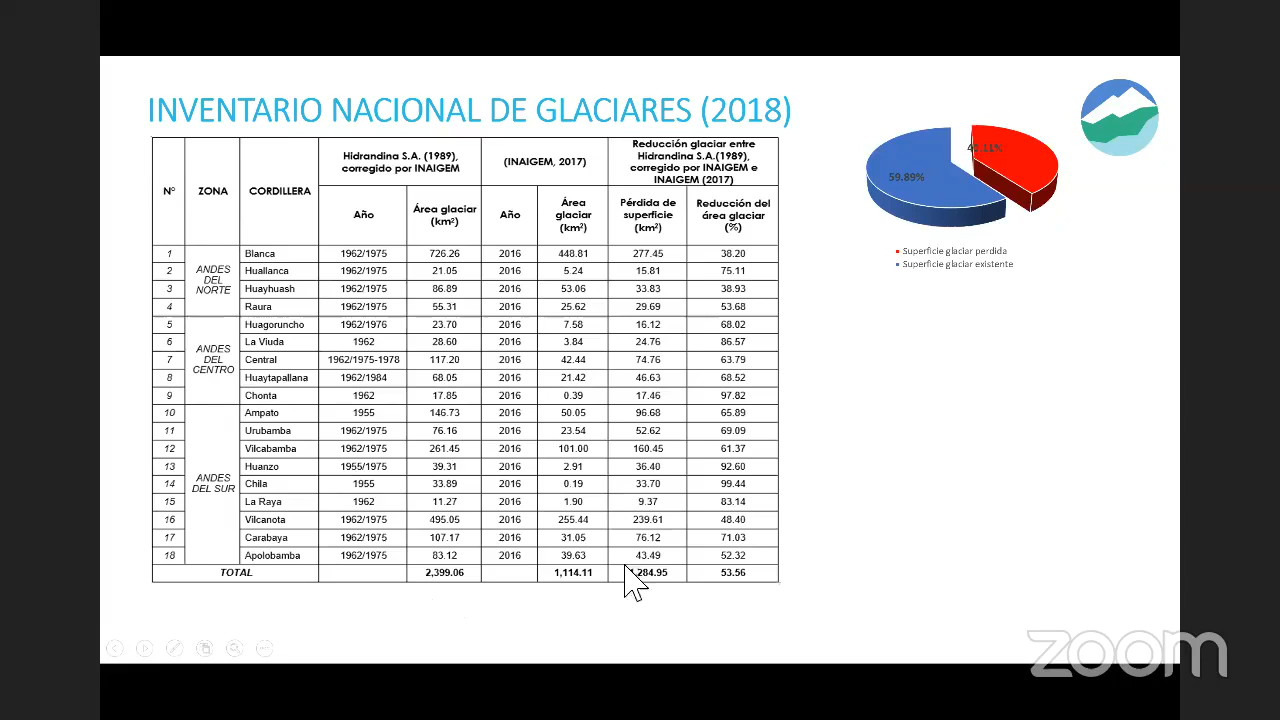 INVENTARIO NACIONAL DE GLACIARES (2018)
N° ZONA CORDILLERA Hidrandina S.A. (1989), corregido por INAIGEM (INAIGEM, 2017) Reducción glaciar entre Hidrandina S.A.(1989), corregido por INAIGEM e INAIGEM (2017)
Año Área glaciar (km²) Año Área glaciar (km²) Pérdida de superficie (km²) Reducción del área glaciar (%)
1 ANDES DEL NORTE Blanca 1962/1975 726.26 2016 448.81 277.45 38.20
2 Huallanca 1962/1975 21.05 2016 5.24 15.81 75.11
3 Huayhuash 1962/1975 86.89 2016 53.06 33.83 38.93
4 Raura 1962/1975 55.31 2016 25.62 29.69 53.68
5 ANDES DEL CENTRO Huagoruncho 1962/1976 23.70 2016 7.58 16.12 68.02
6 La Viuda 1962 28.60 2016 3.84 24.76 86.57
7 Central 1962/1975-1978 117.20 2016 42.44 74.76 63.79
8 Huaytapallana 1962/1984 68.05 2016 21.42 46.63 68.52
9 Chonta 1962 17.85 2016 0.39 17.46 97.82
10 ANDES DEL SUR Ampato 1955 146.73 2016 50.05 96.68 65.89
11 Urubamba 1962/1975 76.16 2016 23.54 52.62 69.09
12 Vilcabamba 1962/1975 261.45 2016 101.00 160.45 61.37
13 Huanzo 1955/1975 39.31 2016 2.91 36.40 92.60
14 Chila 1955 33.89 2016 0.19 33.70 99.44
15 La Raya 1962 11.27 2016 1.90 9.37 83.14
16 Vilcanota 1962/1975 495.05 2016 255.44 239.61 48.40
17 Carabaya 1962/1975 107.17 2016 31.05 76.12 71.03
18 Apolobamba 1962/1975 83.12 2016 39.63 43.49 52.32
TOTAL 2,399.06 1,114.11 53.56
59.89%
Superficie glaciar perdida
Superficie glaciar existente
zoom